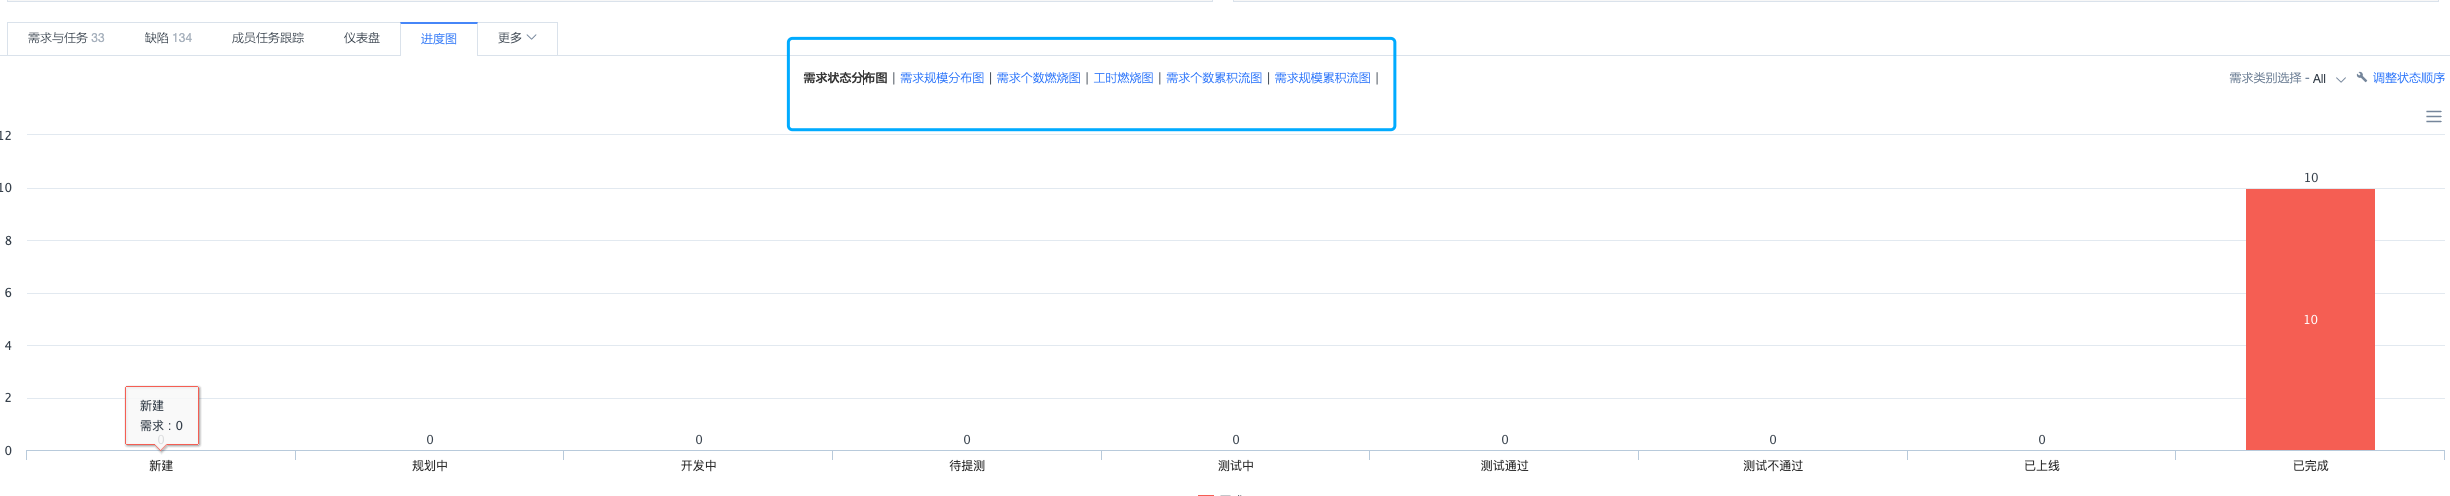 需求与任务 33 缺陷 134 成员任务跟踪 仪表盘 进度图 更多
需求状态分布图 | 需求规模分布图 | 需求个数燃烧图 | 工时燃烧图 | 需求个数累积流图 | 需求规模累积流图 |
需求类别选择 - All 调整状态顺序
12
10
10
8
6
10
4
2
新建
需求 : 0
0
0 0 0 0 0 0 0 0
新建 规划中 开发中 待提测 测试中 测试通过 测试不通过 已上线 已完成